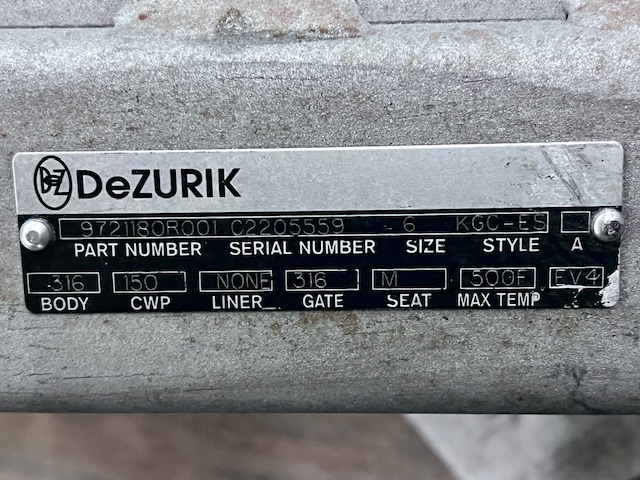 DZ DeZURIK
9721180R001 C2205559 6 KGC-ES
PART NUMBER SERIAL NUMBER SIZE STYLE A
316 150 NONE 316 M 500F
BODY CWP LINER GATE SEAT MAX TEMP